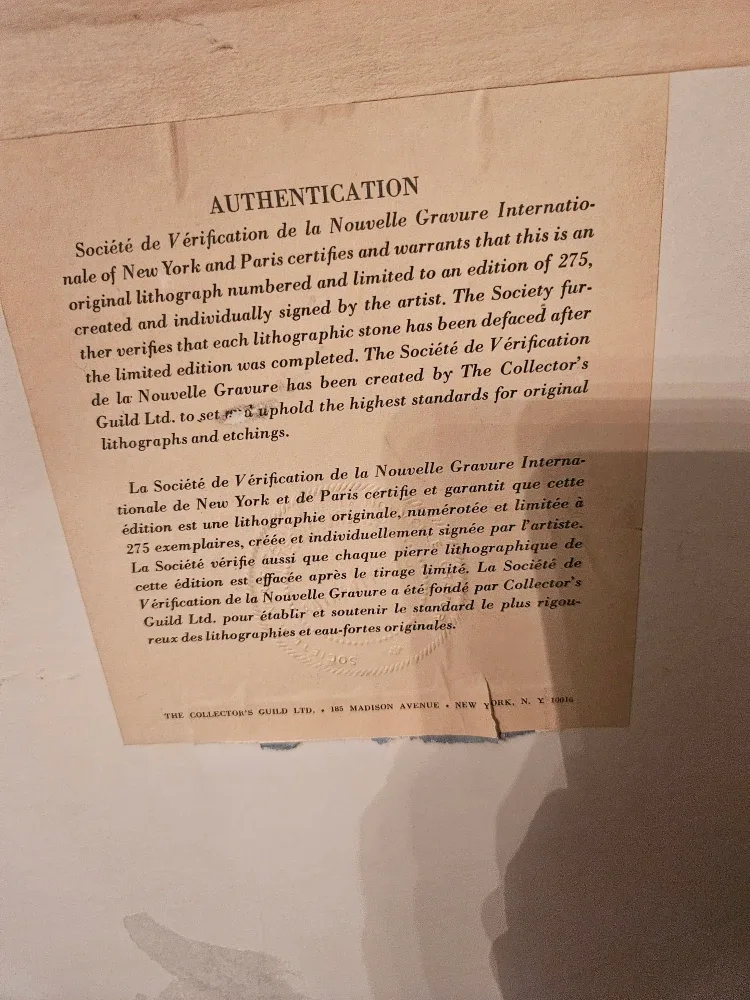 AUTHENTICATION
Société de Vérification de la Nouvelle Gravure Internatio-
nale of New York and Paris certifies and warrants that this is an
original lithograph numbered and limited to an edition of 275,
created and individually signed by the artist. The Society fur-
ther verifies that each lithographic stone has been defaced after
the limited edition was completed. The Société de Vérification
de la Nouvelle Gravure has been created by The Collector's
Guild Ltd. to set uphold the highest standards for original
lithographs and etchings.
La Société de Vérification de la Nouvelle Gravure Interna-
tionale de New York et de Paris certifie et garantit que cette
édition est une lithographie originale, numérotée et limitée à
275 exemplaires, créée et individuellement signée par l'artiste.
La Société vérifie aussi que chaque pierre lithographique de
cette édition est effacée après le tirage limité. La Société de
Vérification de la Nouvelle Gravure a été fondé par Collector's
Guild Ltd. pour établir et soutenir le standard le plus rigou-
reux des lithographies et eau-fortes originales.
SOCIÉTÉ
THE COLLECTOR'S GUILD LTD. • 185 MADISON AVENUE • NEW YORK, N. Y. 10016